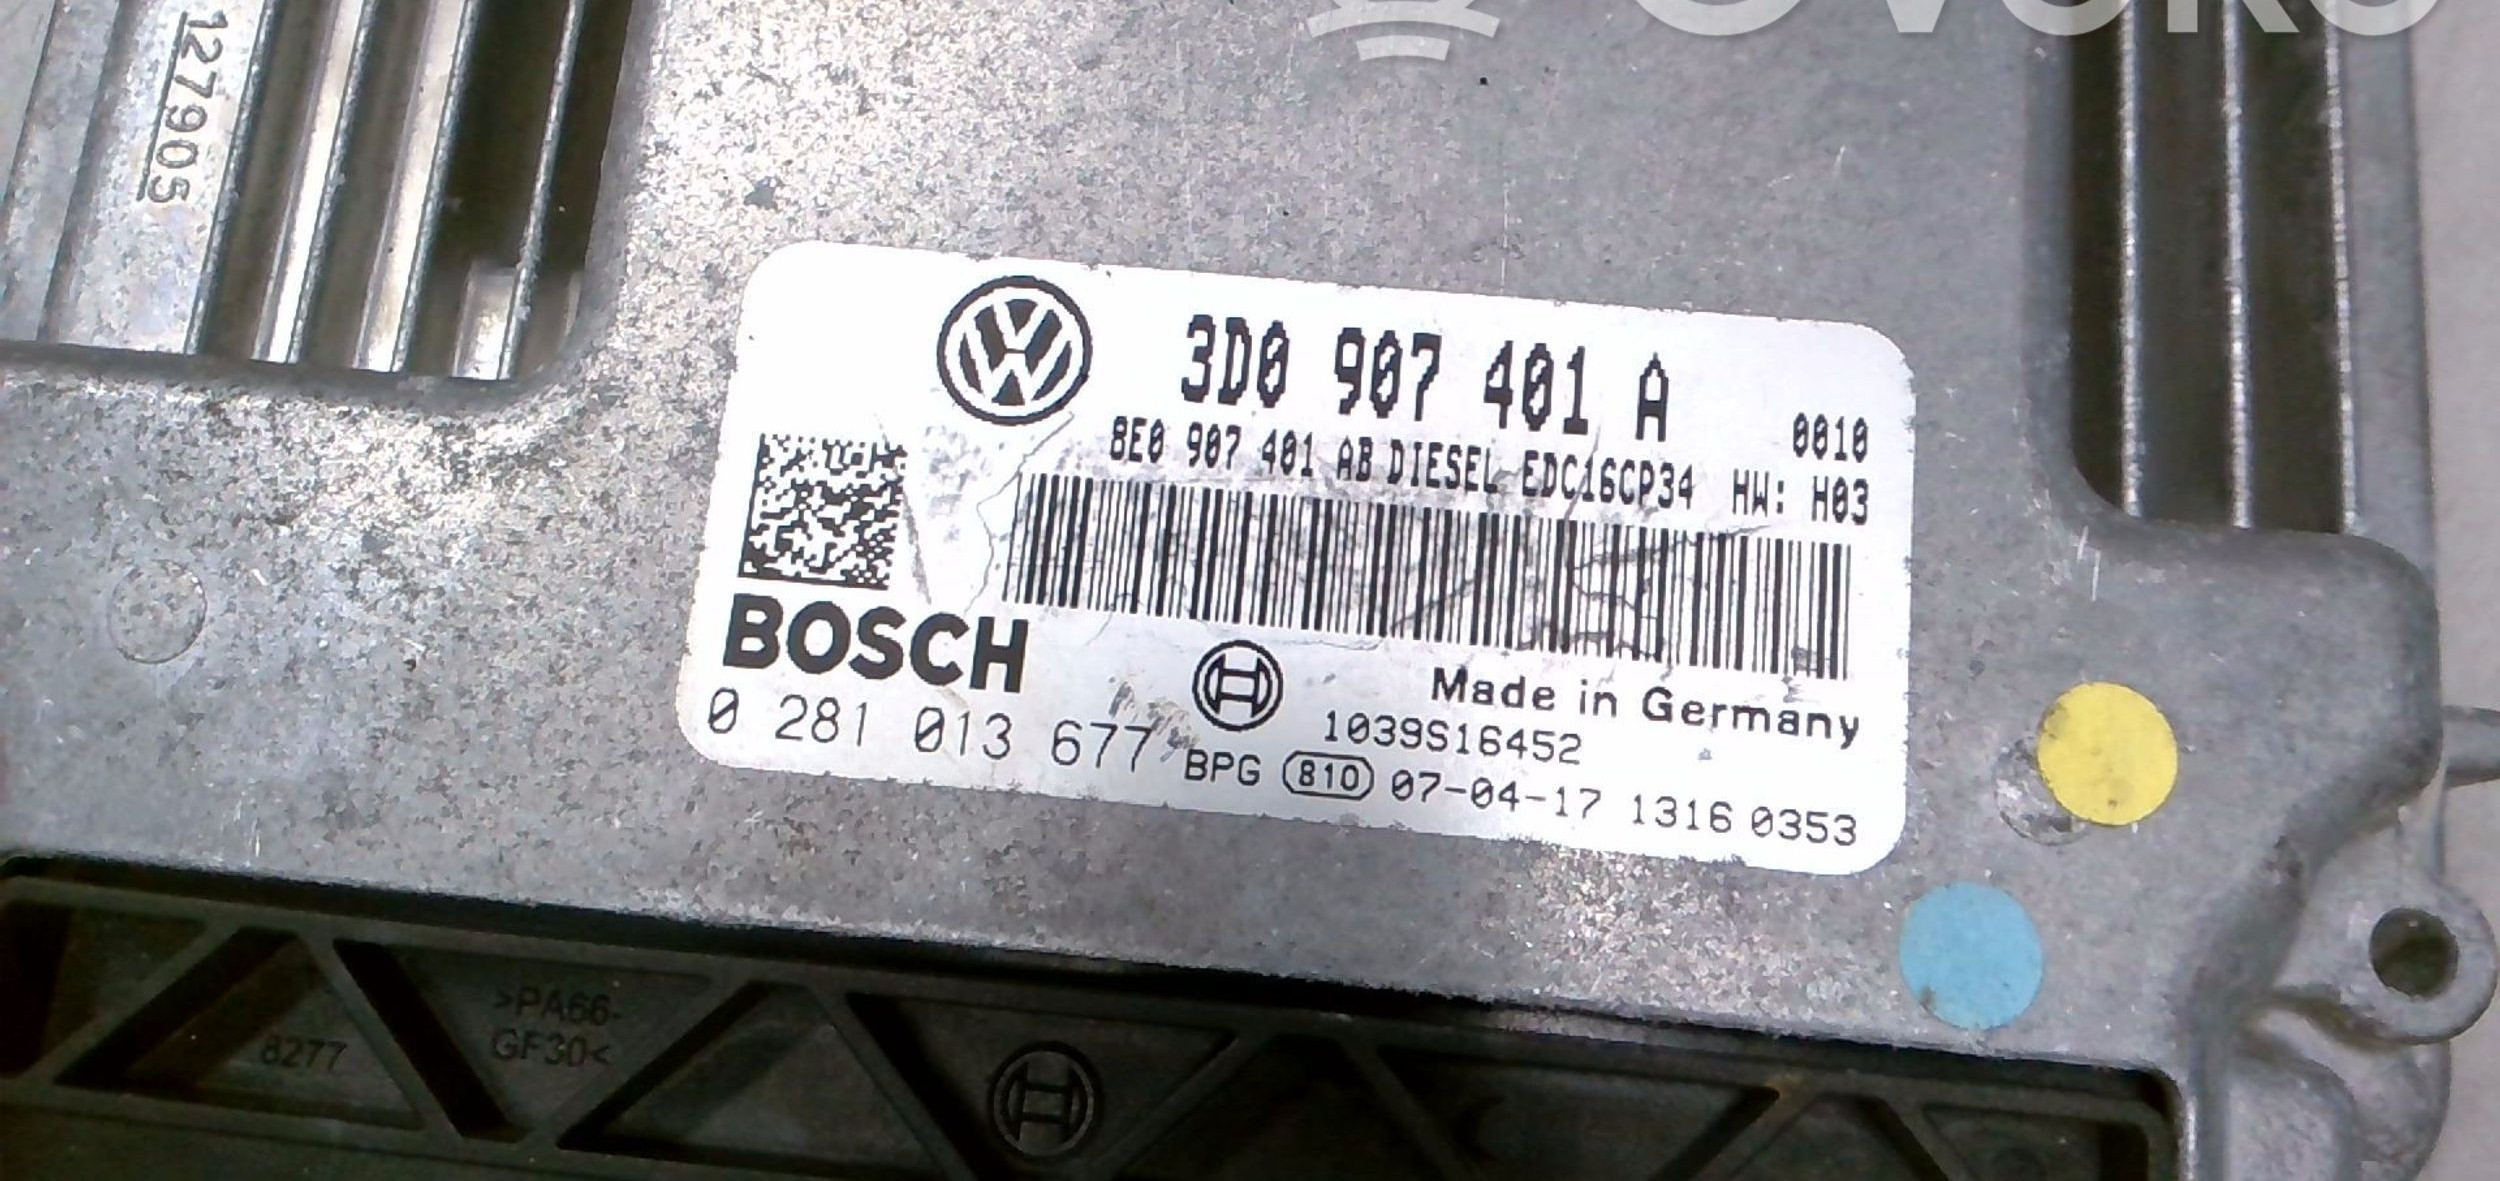 127905
3D0 907 401 A
0010
8E0 907 401 AB DIESEL EDC16CP34 HW: H03
BOSCH
Made in Germany
1039S16452
0 281 013 677 BPG 810 07-04-17 1316 0353
>PA66-
GF30<
8277